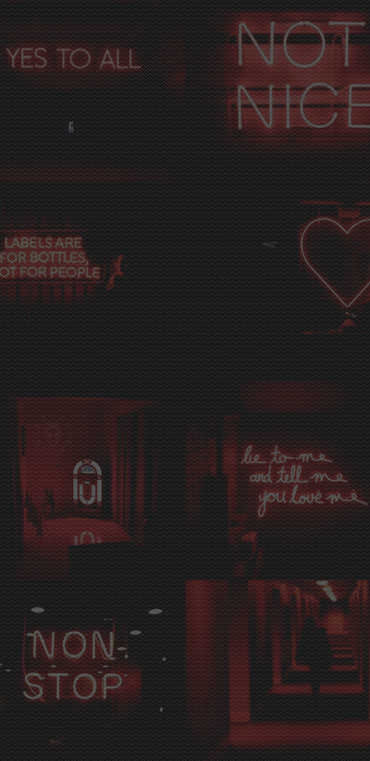 YES TO ALL
NOT
NICE
LABELS ARE
FOR BOTTLES,
OT FOR PEOPLE
lie to me
and tell me
you love me
NON
STOP